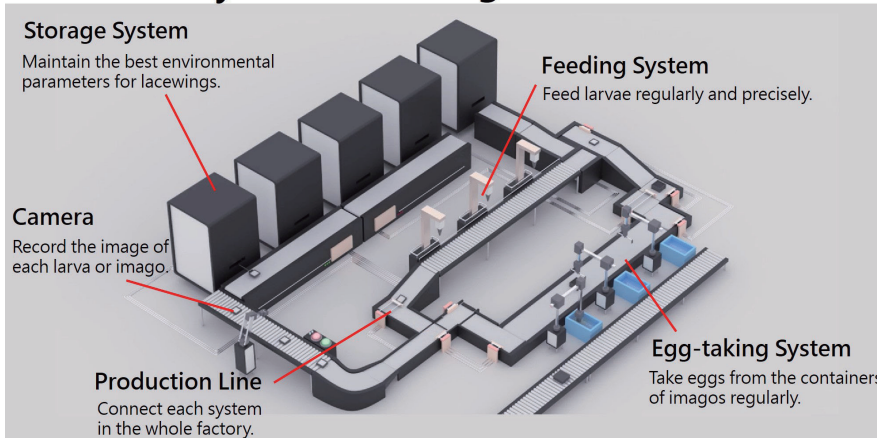 Storage System
Maintain the best environmental
parameters for lacewings.
Feeding System
Feed larvae regularly and precisely.
Camera
Record the image of
each larva or imago.
Production Line
Connect each system
in the whole factory.
Egg-taking System
Take eggs from the containers
of imagos regularly.